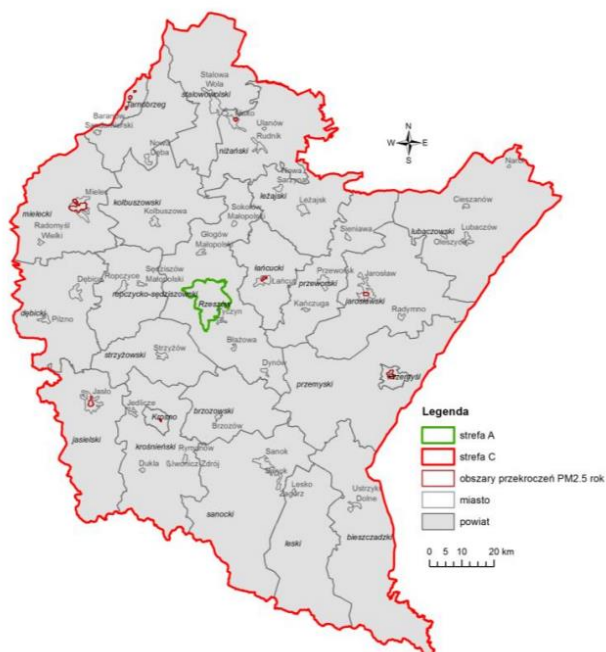 Stalowa
Wola
stalowowolski
Tarnobrzeg
Nisko
Ulanów
Baranów
Sandomierski
Rudnik
niżański
Nowa
Dęba
Nowa
Sarzyna
N
W E
S
Narol
Mielec
mielecki
kolbuszowski
leżajski
Leżajsk
Cieszanów
Radomyśl
Wielki
Kolbuszowa
Sokołów
Małopolski
Sieniawa
lubaczowski
Lubaczów
Oleszyce
Głogów
Małopolski
Dębica
Ropczyce
Sędziszów
Małopolski
ropczycko-sędziszowski
Rzeszów
łańcucki
Łańcut
Przeworsk
przeworski
Jarosław
jarosławski
dębicki
Pilzno
Tyczyn
Kańczuga
Radymno
strzyżowski
Strzyżów
Błażowa
Dynów
przemyski
Przemyśl
Jasło
Jedlicze
Krosno
brzozowski
Brzozów
jasielski
krośnieński
Rymanów
Dukla
Iwonicz-Zdrój
Sanok
Lesko
Zagórz
sanocki
leski
Ustrzyki
Dolne
bieszczadzki
Legenda
strefa A
strefa C
obszary przekroczeń PM2.5 rok
miasto
powiat
0 5 10 20 km